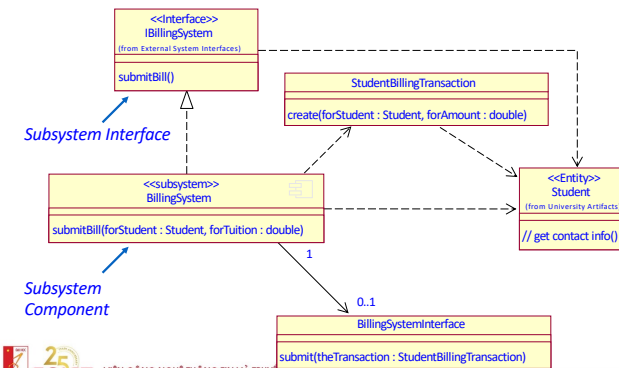 <<Interface>>
IBillingSystem
(from External System Interfaces)
submitBill()
Subsystem Interface
StudentBillingTransaction
create(forStudent : Student, forAmount : double)
<<Entity>>
Student
(from University Artifacts)
// get contact info()
<<subsystem>>
BillingSystem
submitBill(forStudent : Student, forTuition : double)
Subsystem
Component
1
0..1
BillingSystemInterface
submit(theTransaction : StudentBillingTransaction)
25